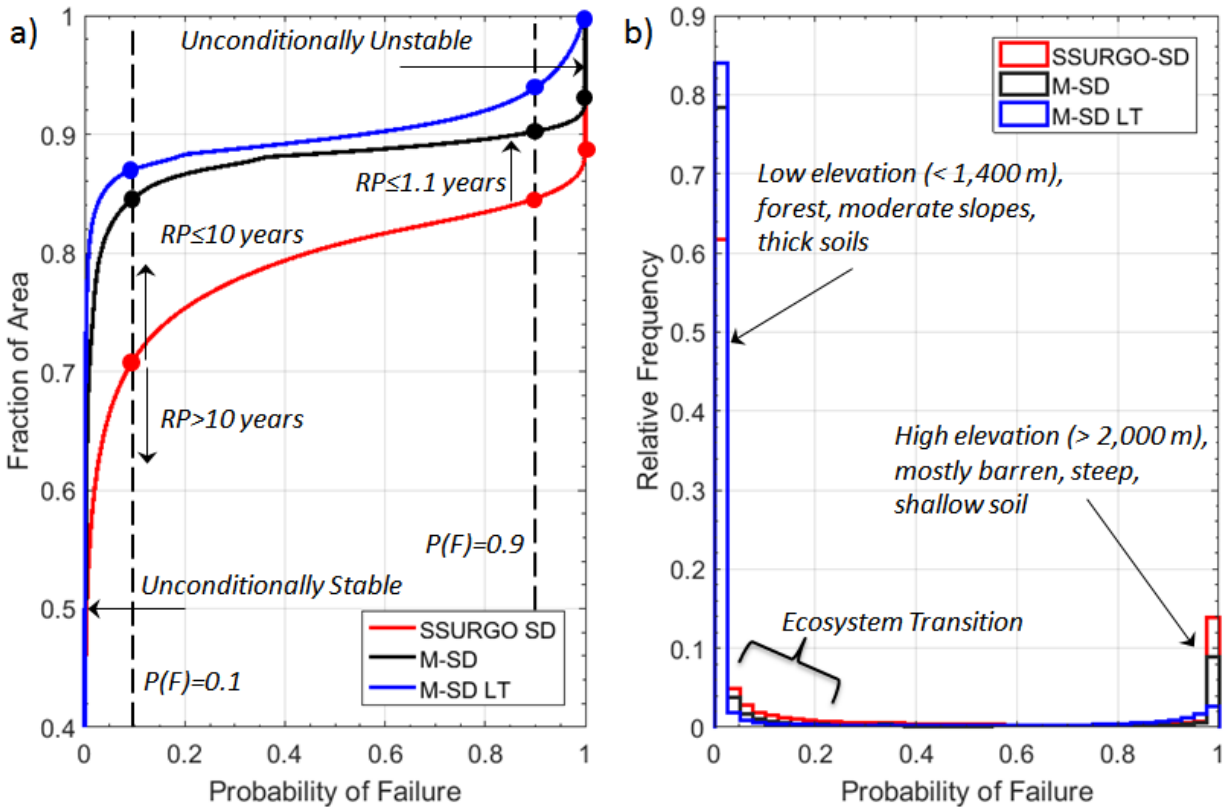 a)
Unconditionally
Unstable
RP≤1.1 years
RP≤10 years
RP>10 years
P(F)=0.9
Unconditionally Stable
P(F)=0.1
SSURGO SD
M-SD
M-SD LT
Fraction of Area
1
0.9
0.8
0.7
0.6
0.5
0.4
0
0.2
0.4
0.6
0.8
1
Probability of Failure
b)
SSURGO-SD
M-SD
M-SD LT
Low elevation (< 1,400 m),
forest, moderate slopes,
thick soils
High elevation (> 2,000 m),
mostly barren, steep,
shallow soil
Ecosystem Transition
Relative Frequency
0.9
0.8
0.7
0.6
0.5
0.4
0.3
0.2
0.1
0
0
0.2
0.4
0.6
0.8
1
Probability of Failure